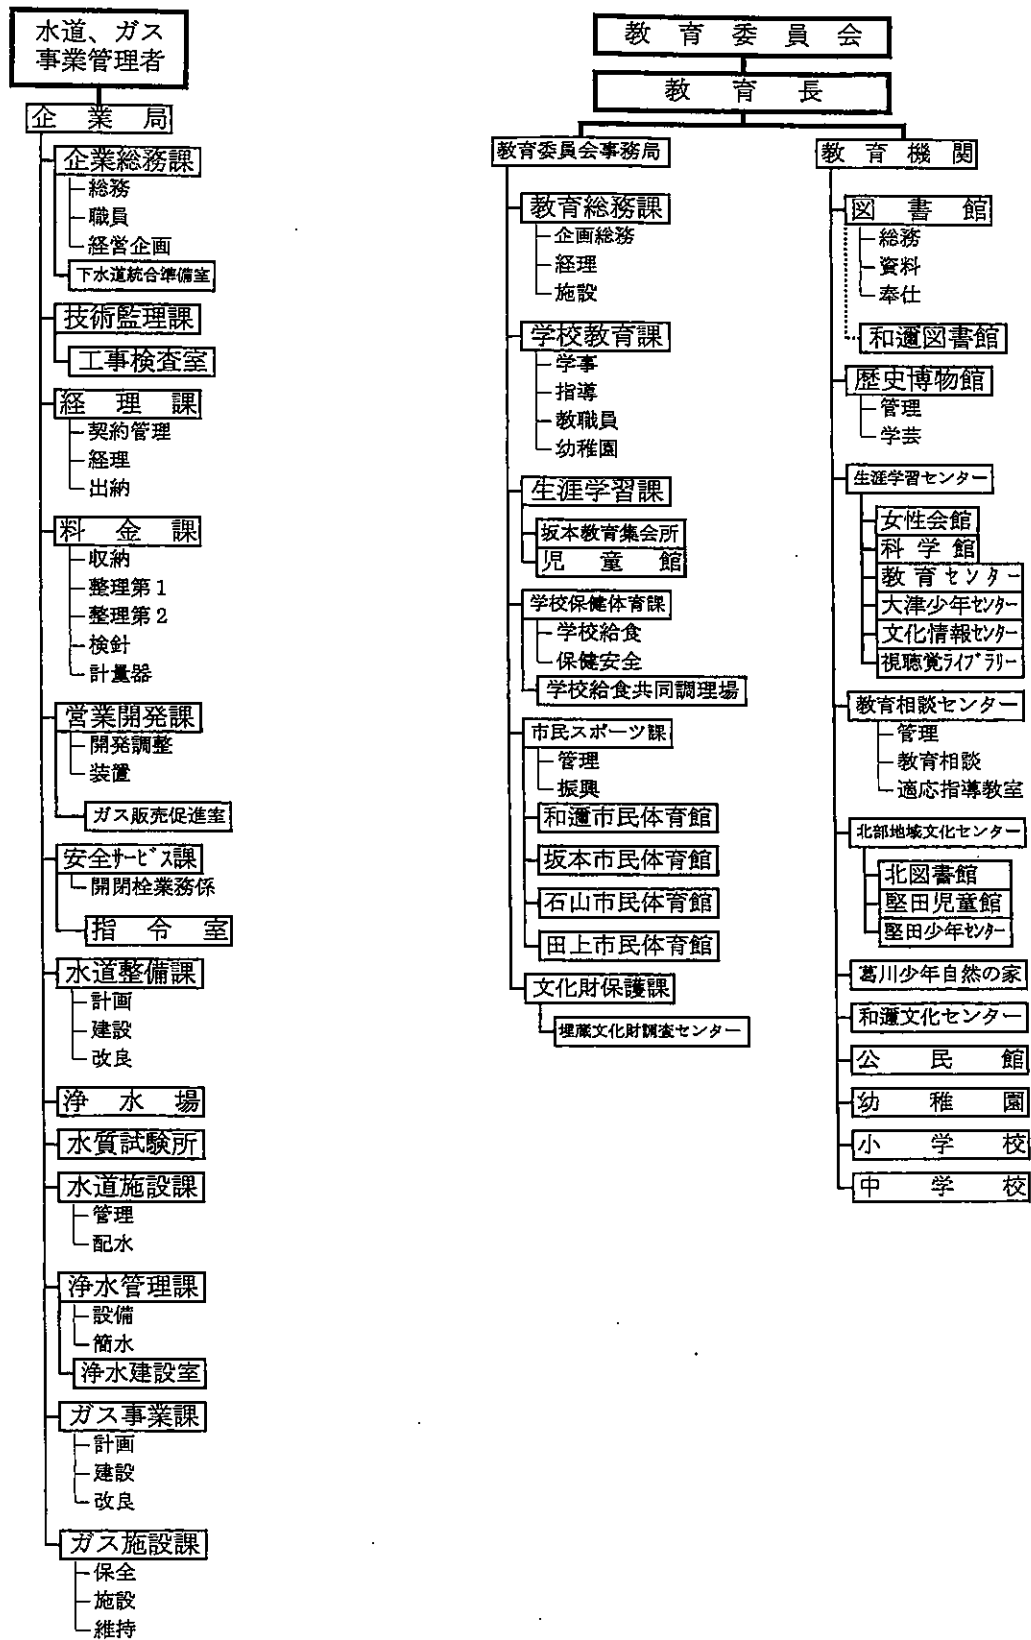 水道、ガス
事業管理者
企業局
企業総務課
総務
職員
経営企画
下水道統合準備室
技術監理課
工事検査室
経理課
契約管理
経理
出納
料金課
収納
整理第1
整理第2
検針
計量器
営業開発課
開発調整
装置
ガス販売促進室
安全サービス課
開閉栓業務係
指令室
水道整備課
計画
建設
改良
浄水場
水質試験所
水道施設課
管理
配水
浄水管理課
設備
簡水
浄水建設室
ガス事業課
計画
建設
改良
ガス施設課
保全
施設
維持
教育委員会
教育長
教育委員会事務局
教育総務課
企画総務
経理
施設
学校教育課
学事
指導
教職員
幼稚園
生涯学習課
坂本教育集会所
児童館
学校保健体育課
学校給食
保健安全
学校給食共同調理場
市民スポーツ課
管理
振興
和邇市民体育館
坂本市民体育館
石山市民体育館
田上市民体育館
文化財保護課
埋蔵文化財調査センター
教育機関
図書館
総務
資料
奉仕
和邇図書館
歴史博物館
管理
学芸
生涯学習センター
女性会館
科学館
教育センター
大津少年センター
文化情報センター
視聴覚ライブラリー
教育相談センター
管理
教育相談
適応指導教室
北部地域文化センター
北図書館
堅田児童館
堅田少年センター
葛川少年自然の家
和邇文化センター
公民館
幼稚園
小学校
中学校